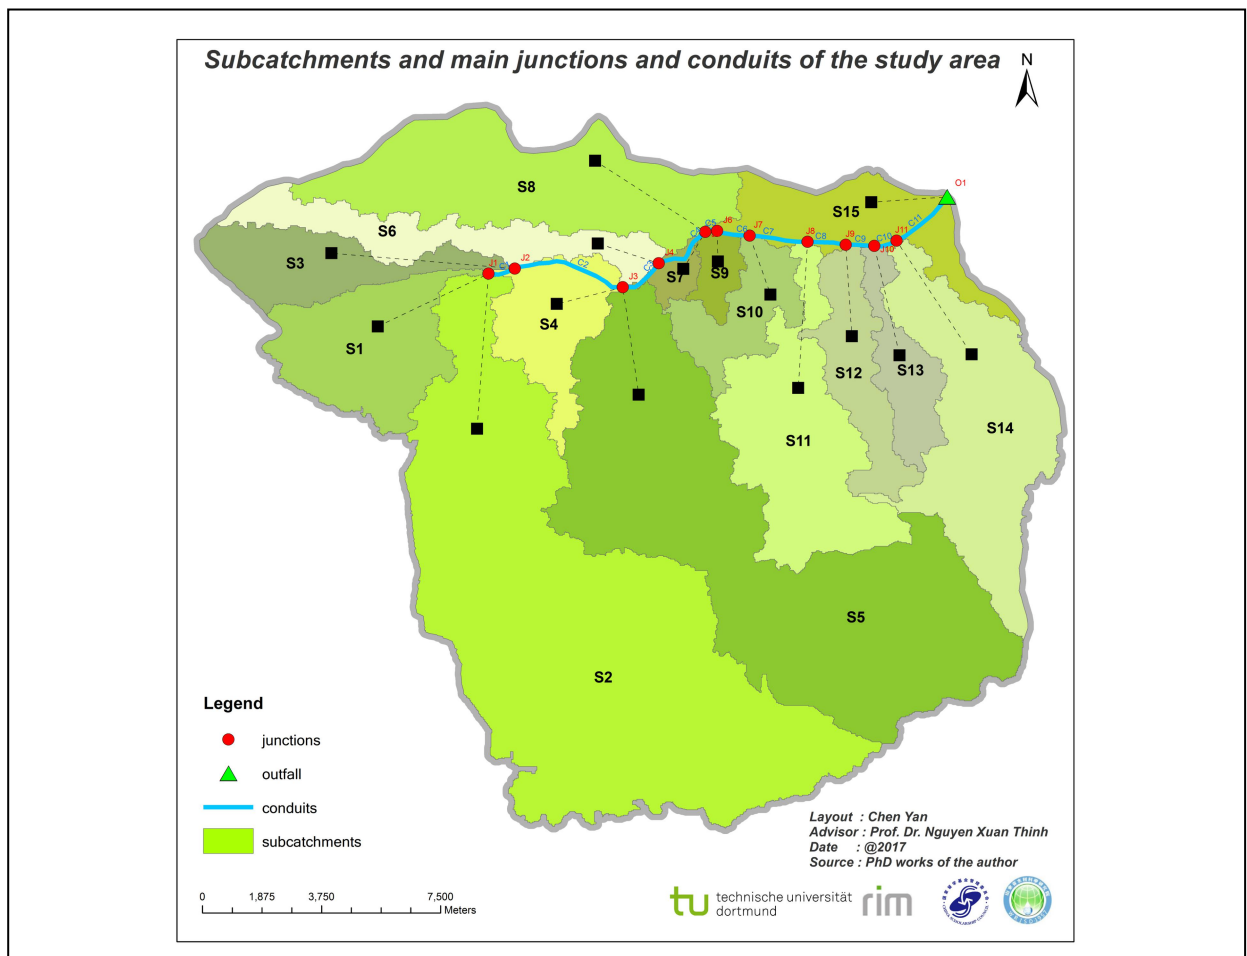 Subcatchments and main junctions and conduits of the study area
N
O1
S8
S15
S6
S3
J1
C1
J2
C2
J3
C3
J4
C5
J6
C6
J7
C7
J8
C8
J9
C9
C10
J10
J11
C11
S7
S9
S10
S4
S1
S12
S13
S11
S14
S5
S2
Legend
junctions
outfall
conduits
subcatchments
0 1,875 3,750 7,500
Meters
Layout : Chen Yan
Advisor : Prof. Dr. Nguyen Xuan Thinh
Date : @2017
Source : PhD works of the author
tu technische universität
dortmund
rim